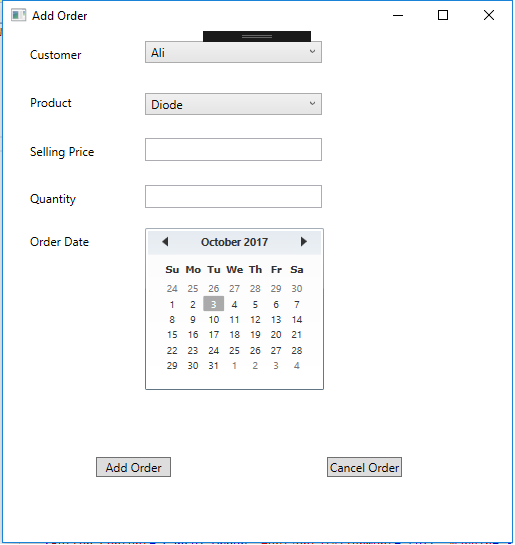 Add Order
Customer
Ali
Product
Diode
Selling Price
Quantity
Order Date
October 2017
Su Mo Tu We Th Fr Sa
24 25 26 27 28 29 30
1 2 3 4 5 6 7
8 9 10 11 12 13 14
15 16 17 18 19 20 21
22 23 24 25 26 27 28
29 30 31 1 2 3 4
Add Order
Cancel Order